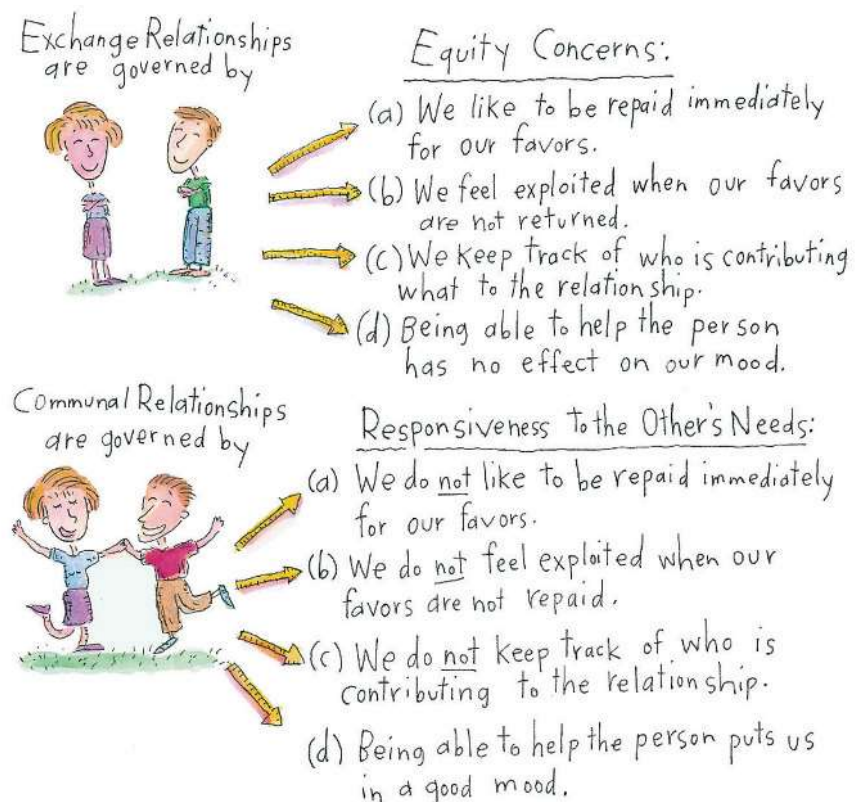 Exchange Relationships
are governed by
Equity Concerns:
(a) We like to be repaid immediately
for our favors.
(b) We feel exploited when our favors
are not returned.
(c) We keep track of who is contributing
what to the relationship.
(d) Being able to help the person
has no effect on our mood.
Communal Relationships
are governed by
Responsiveness to the Other's Needs:
(a) We do not like to be repaid immediately
for our favors.
(b) We do not feel exploited when our
favors are not repaid.
(c) We do not keep track of who is
contributing to the relationship.
(d) Being able to help the person puts us
in a good mood.